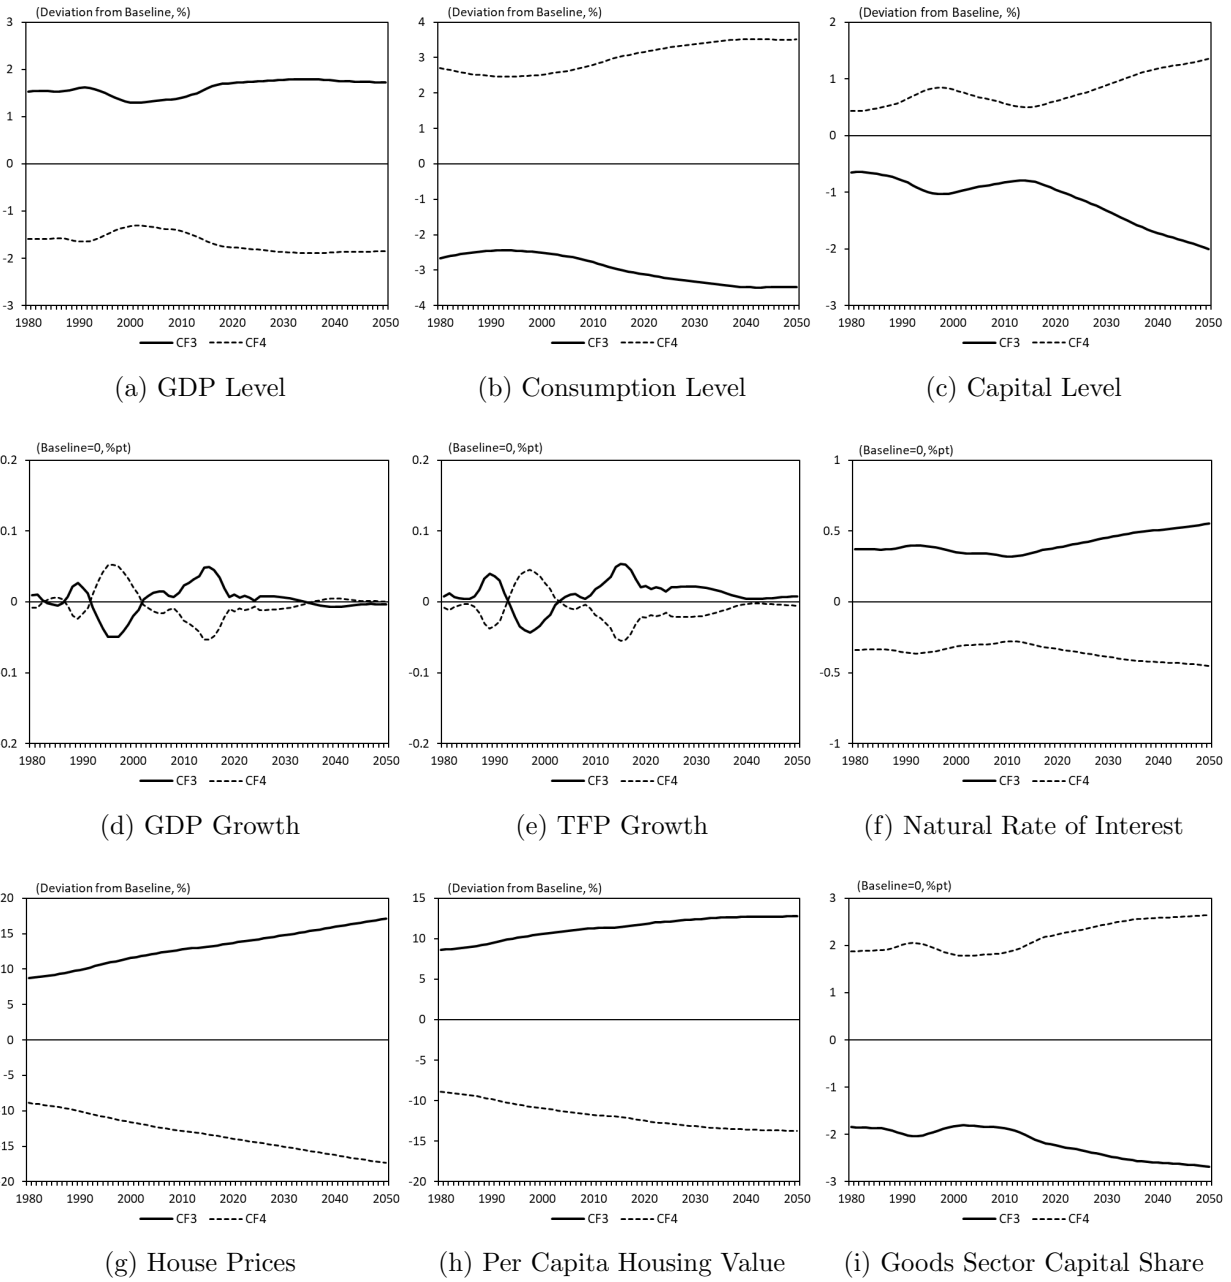 (Deviation from Baseline, %)
3
2
1
0
-1
-2
-3
1980 1990 2000 2010 2020 2030 2040 2050
CF3 CF4
(a) GDP Level
(Deviation from Baseline, %)
4
3
2
1
0
-1
-2
-3
-4
1980 1990 2000 2010 2020 2030 2040 2050
CF3 CF4
(b) Consumption Level
(Deviation from Baseline, %)
2
1
0
-1
-2
-3
1980 1990 2000 2010 2020 2030 2040 2050
CF3 CF4
(c) Capital Level
(Baseline=0, %pt)
0.2
0.1
0
0.1
0.2
1980 1990 2000 2010 2020 2030 2040 2050
CF3 CF4
(d) GDP Growth
(Baseline=0, %pt)
0.2
0.1
0
-0.1
-0.2
1980 1990 2000 2010 2020 2030 2040 2050
CF3 CF4
(e) TFP Growth
(Baseline=0, %pt)
1
0.5
0
-0.5
-1
1980 1990 2000 2010 2020 2030 2040 2050
CF3 CF4
(f) Natural Rate of Interest
(Deviation from Baseline, %)
20
15
10
5
0
-5
-10
-15
-20
1980 1990 2000 2010 2020 2030 2040 2050
CF3 CF4
(g) House Prices
(Deviation from Baseline, %)
15
10
5
0
-5
-10
-15
-20
1980 1990 2000 2010 2020 2030 2040 2050
CF3 CF4
(h) Per Capita Housing Value
(Baseline=0, %pt)
3
2
1
0
-1
-2
-3
1980 1990 2000 2010 2020 2030 2040 2050
CF3 CF4
(i) Goods Sector Capital Share